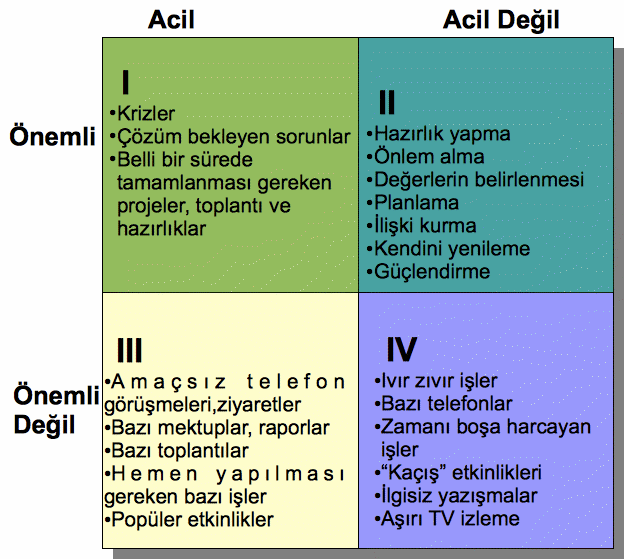 Acil
Acil Değil
Önemli
I
•Krizler
•Çözüm bekleyen sorunlar
•Belli bir sürede
tamamlanması gereken
projeler, toplantı ve
hazırlıklar
II
•Hazırlık yapma
•Önlem alma
•Değerlerin belirlenmesi
•Planlama
•İlişki kurma
•Kendini yenileme
•Güçlendirme
Önemli
Değil
III
•Amaçsız telefon
görüşmeleri,ziyaretler
•Bazı mektuplar, raporlar
•Bazı toplantılar
•Hemen yapılması
gereken bazı işler
•Popüler etkinlikler
IV
•Ivır zıvır işler
•Bazı telefonlar
•Zamanı boşa harcayan
işler
•“Kaçış” etkinlikleri
•İlgisiz yazışmalar
•Aşırı TV izleme